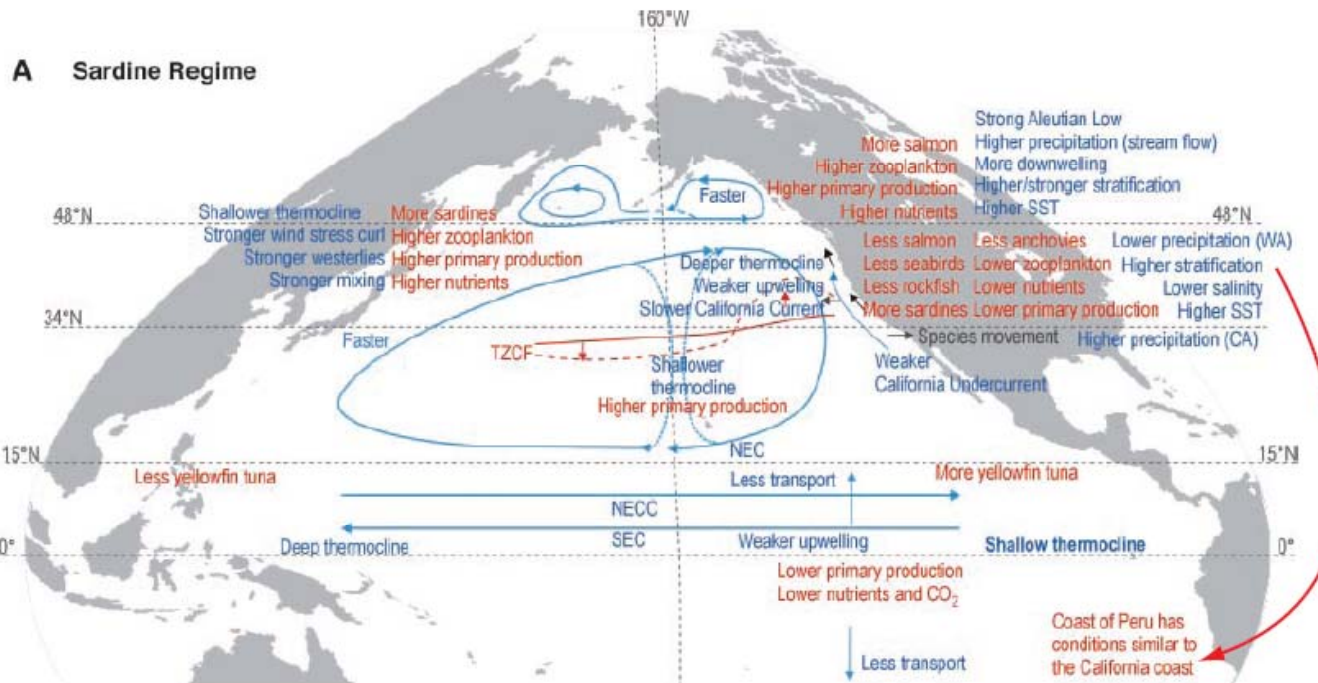 160°W
A Sardine Regime
Strong Aleutian Low
More salmon Higher precipitation (stream flow)
Higher zooplankton More downwelling
Higher primary production Higher/stronger stratification
Higher nutrients Higher SST
Faster
48°N
48°N
Shallower thermocline More sardines
Stronger wind stress curl Higher zooplankton
Stronger westerlies Higher primary production
Stronger mixing Higher nutrients
Deeper thermocline
Weaker upwelling
Slower California Current
Less salmon Less anchovies Lower precipitation (WA)
Less seabirds Lower zooplankton Higher stratification
Less rockfish Lower nutrients Lower salinity
More sardines Lower primary production Higher SST
34°N
34°N
Faster
Species movement Higher precipitation (CA)
TZCF
Shallower
thermocline
Higher primary production
Weaker
California Undercurrent
NEC
15°N
15°N
Less yellowfin tuna
More yellowfin tuna
Less transport
NECC
SEC
Deep thermocline
Weaker upwelling
Shallow thermocline
0°
0°
Lower primary production
Lower nutrients and CO₂
Less transport
Coast of Peru has
conditions similar to
the California coast